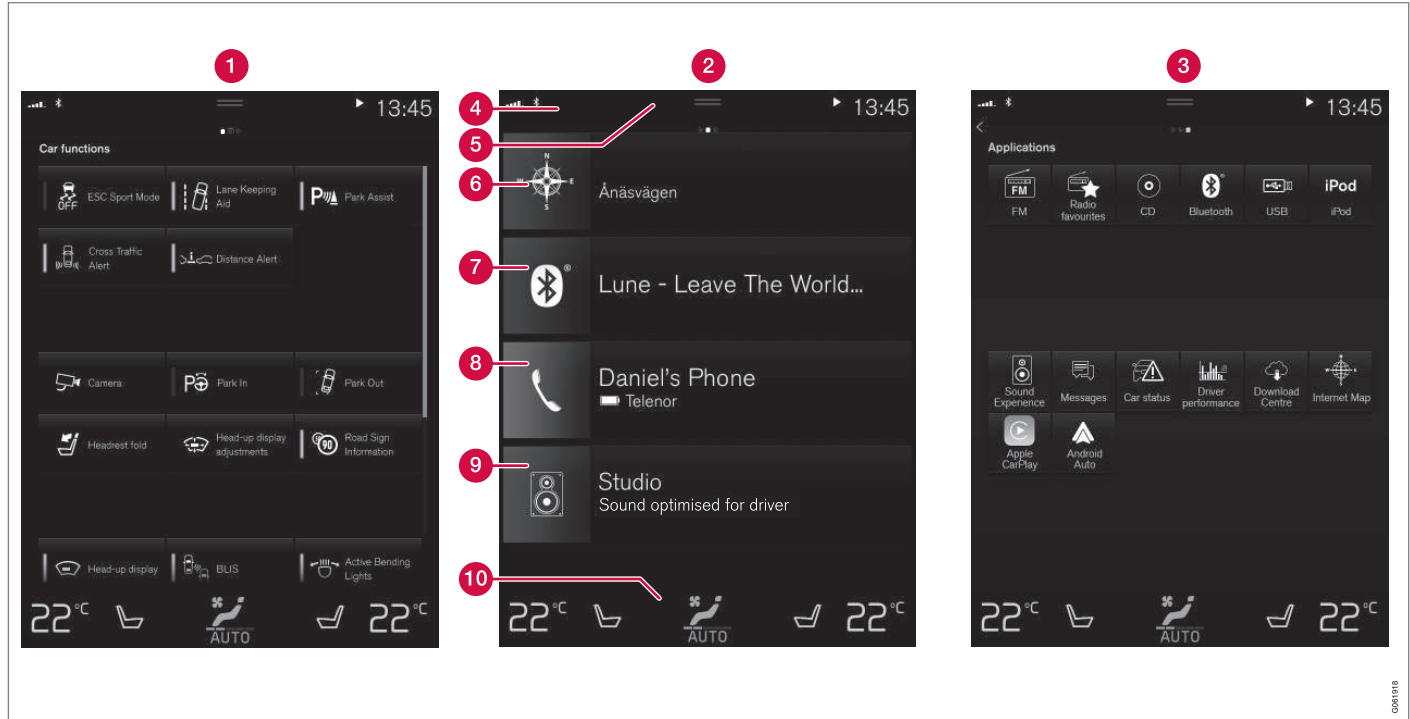 1
2
3
13:45
Car functions
ESC Sport Mode
OFF
Lane Keeping
Aid
P
Park Assist
Cross Traffic
Alert
Distance Alert
Camera
P
Park In
Park Out
Headrest fold
Head-up display
adjustments
90
Road Sign
Information
Head-up display
BLIS
Active Bending
Lights
22°C
AUTO
22°C
4
5
6
7
8
9
10
13:45
N
W
E
S
Ånäsvägen
®
Lune - Leave The World...
Daniel's Phone
Telenor
Studio
Sound optimised for driver
22°C
AUTO
22°C
13:45
Applications
FM
FM
Radio
favourites
CD
Bluetooth
USB
iPod
iPod
Sound
Experience
Messages
Car status
Driver
performance
Download
Centre
Internet Map
Apple
CarPlay
Android
Auto
22°C
AUTO
22°C
G061918